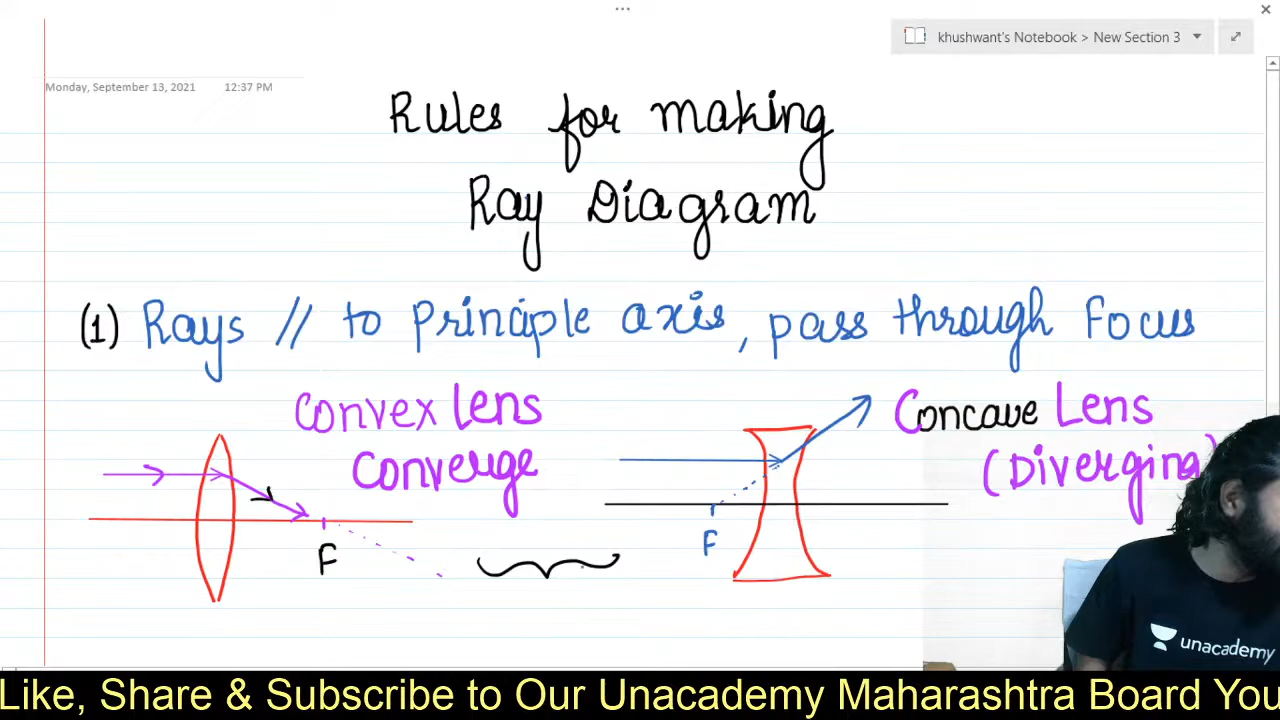 ...
khushwant's Notebook > New Section 3
Monday, September 13, 2021 12:37 PM
Rules for making
Ray Diagram
(1) Rays // to Principle axis, pass through Focus
Convex Lens
Converge
F
Concave Lens
(Diverging)
F
unacademy
Like, Share & Subscribe to Our Unacademy Maharashtra Board You